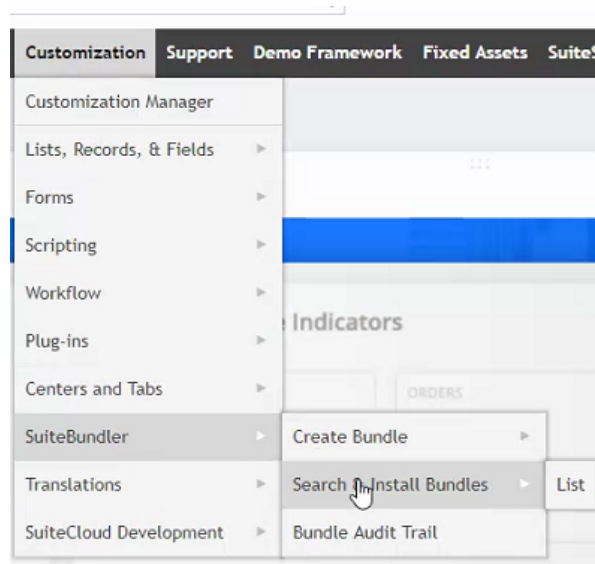 Customization Support Demo Framework Fixed Assets
Customization Manager
Lists, Records, & Fields
Forms
Scripting
Workflow
Indicators
Plug-ins
Centers and Tabs
ORDERS
SuiteBundler
Create Bundle
Translations
Search & Install Bundles
List
SuiteCloud Development
Bundle Audit Trail